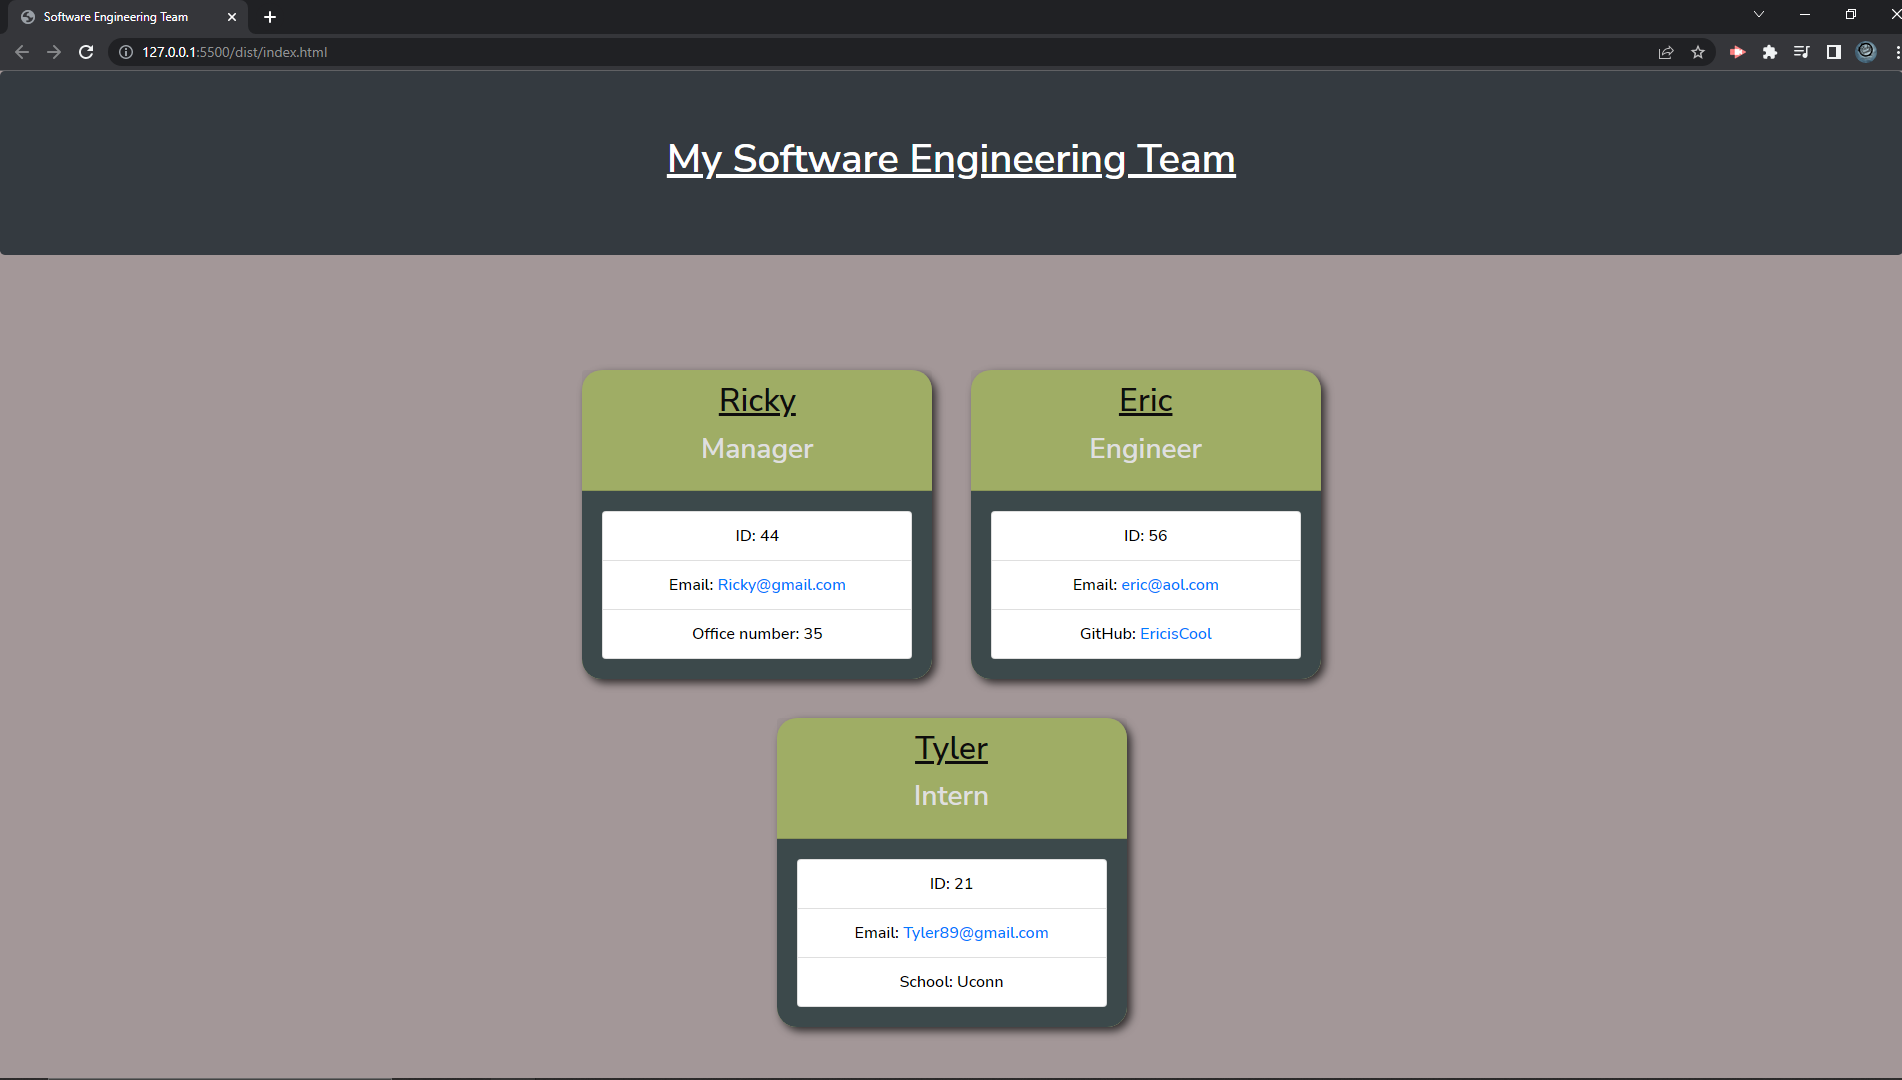 Software Engineering Team
127.0.0.1:5500/dist/index.html
My Software Engineering Team
Ricky
Manager
ID: 44
Email: Ricky@gmail.com
Office number: 35
Eric
Engineer
ID: 56
Email: eric@aol.com
GitHub: EricisCool
Tyler
Intern
ID: 21
Email: Tyler89@gmail.com
School: Uconn